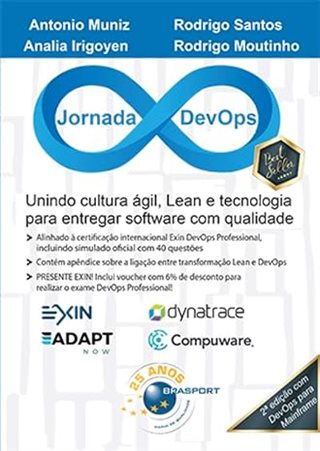 Antonio Muniz Rodrigo Santos
Analia Irigoyen Rodrigo Moutinho
Jornada DevOps
Best
Seller
Unindo cultura ágil, Lean e tecnologia
para entregar software com qualidade
Alinhado à certificação internacional Exin DevOps Professional,
incluindo simulado oficial com 40 questões
Contém apêndice sobre a ligação entre transformação Lean e DevOps
PRESENTE EXIN! Inclui voucher com 6% de desconto para
realizar o exame DevOps Professional!
EXIN dynatrace
ADAPT
NOW
Compuware.
25 ANOS
BRASPORT
2ª edição com
DevOps para
Mainframe